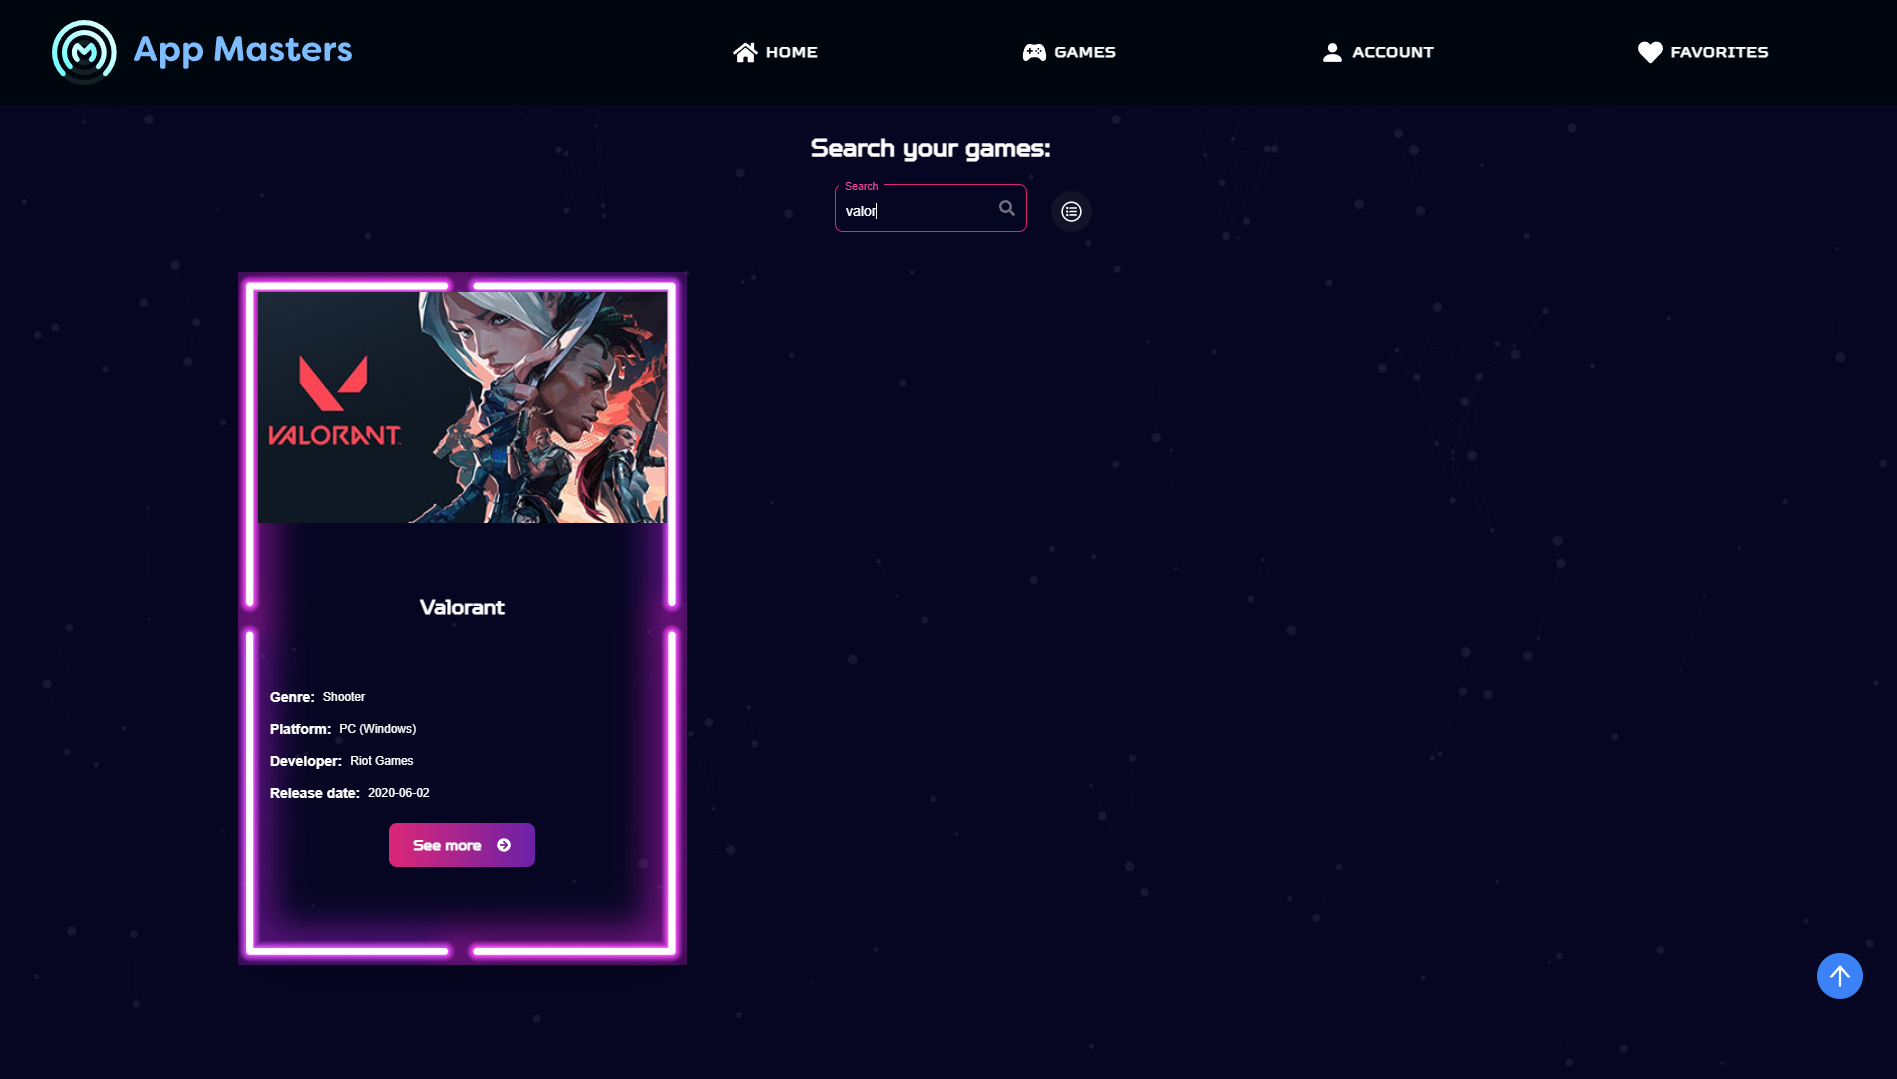 App Masters
HOME
GAMES
ACCOUNT
FAVORITES
Search your games:
Search
valor
VALORANT
Valorant
Genre: Shooter
Platform: PC (Windows)
Developer: Riot Games
Release date: 2020-06-02
See more